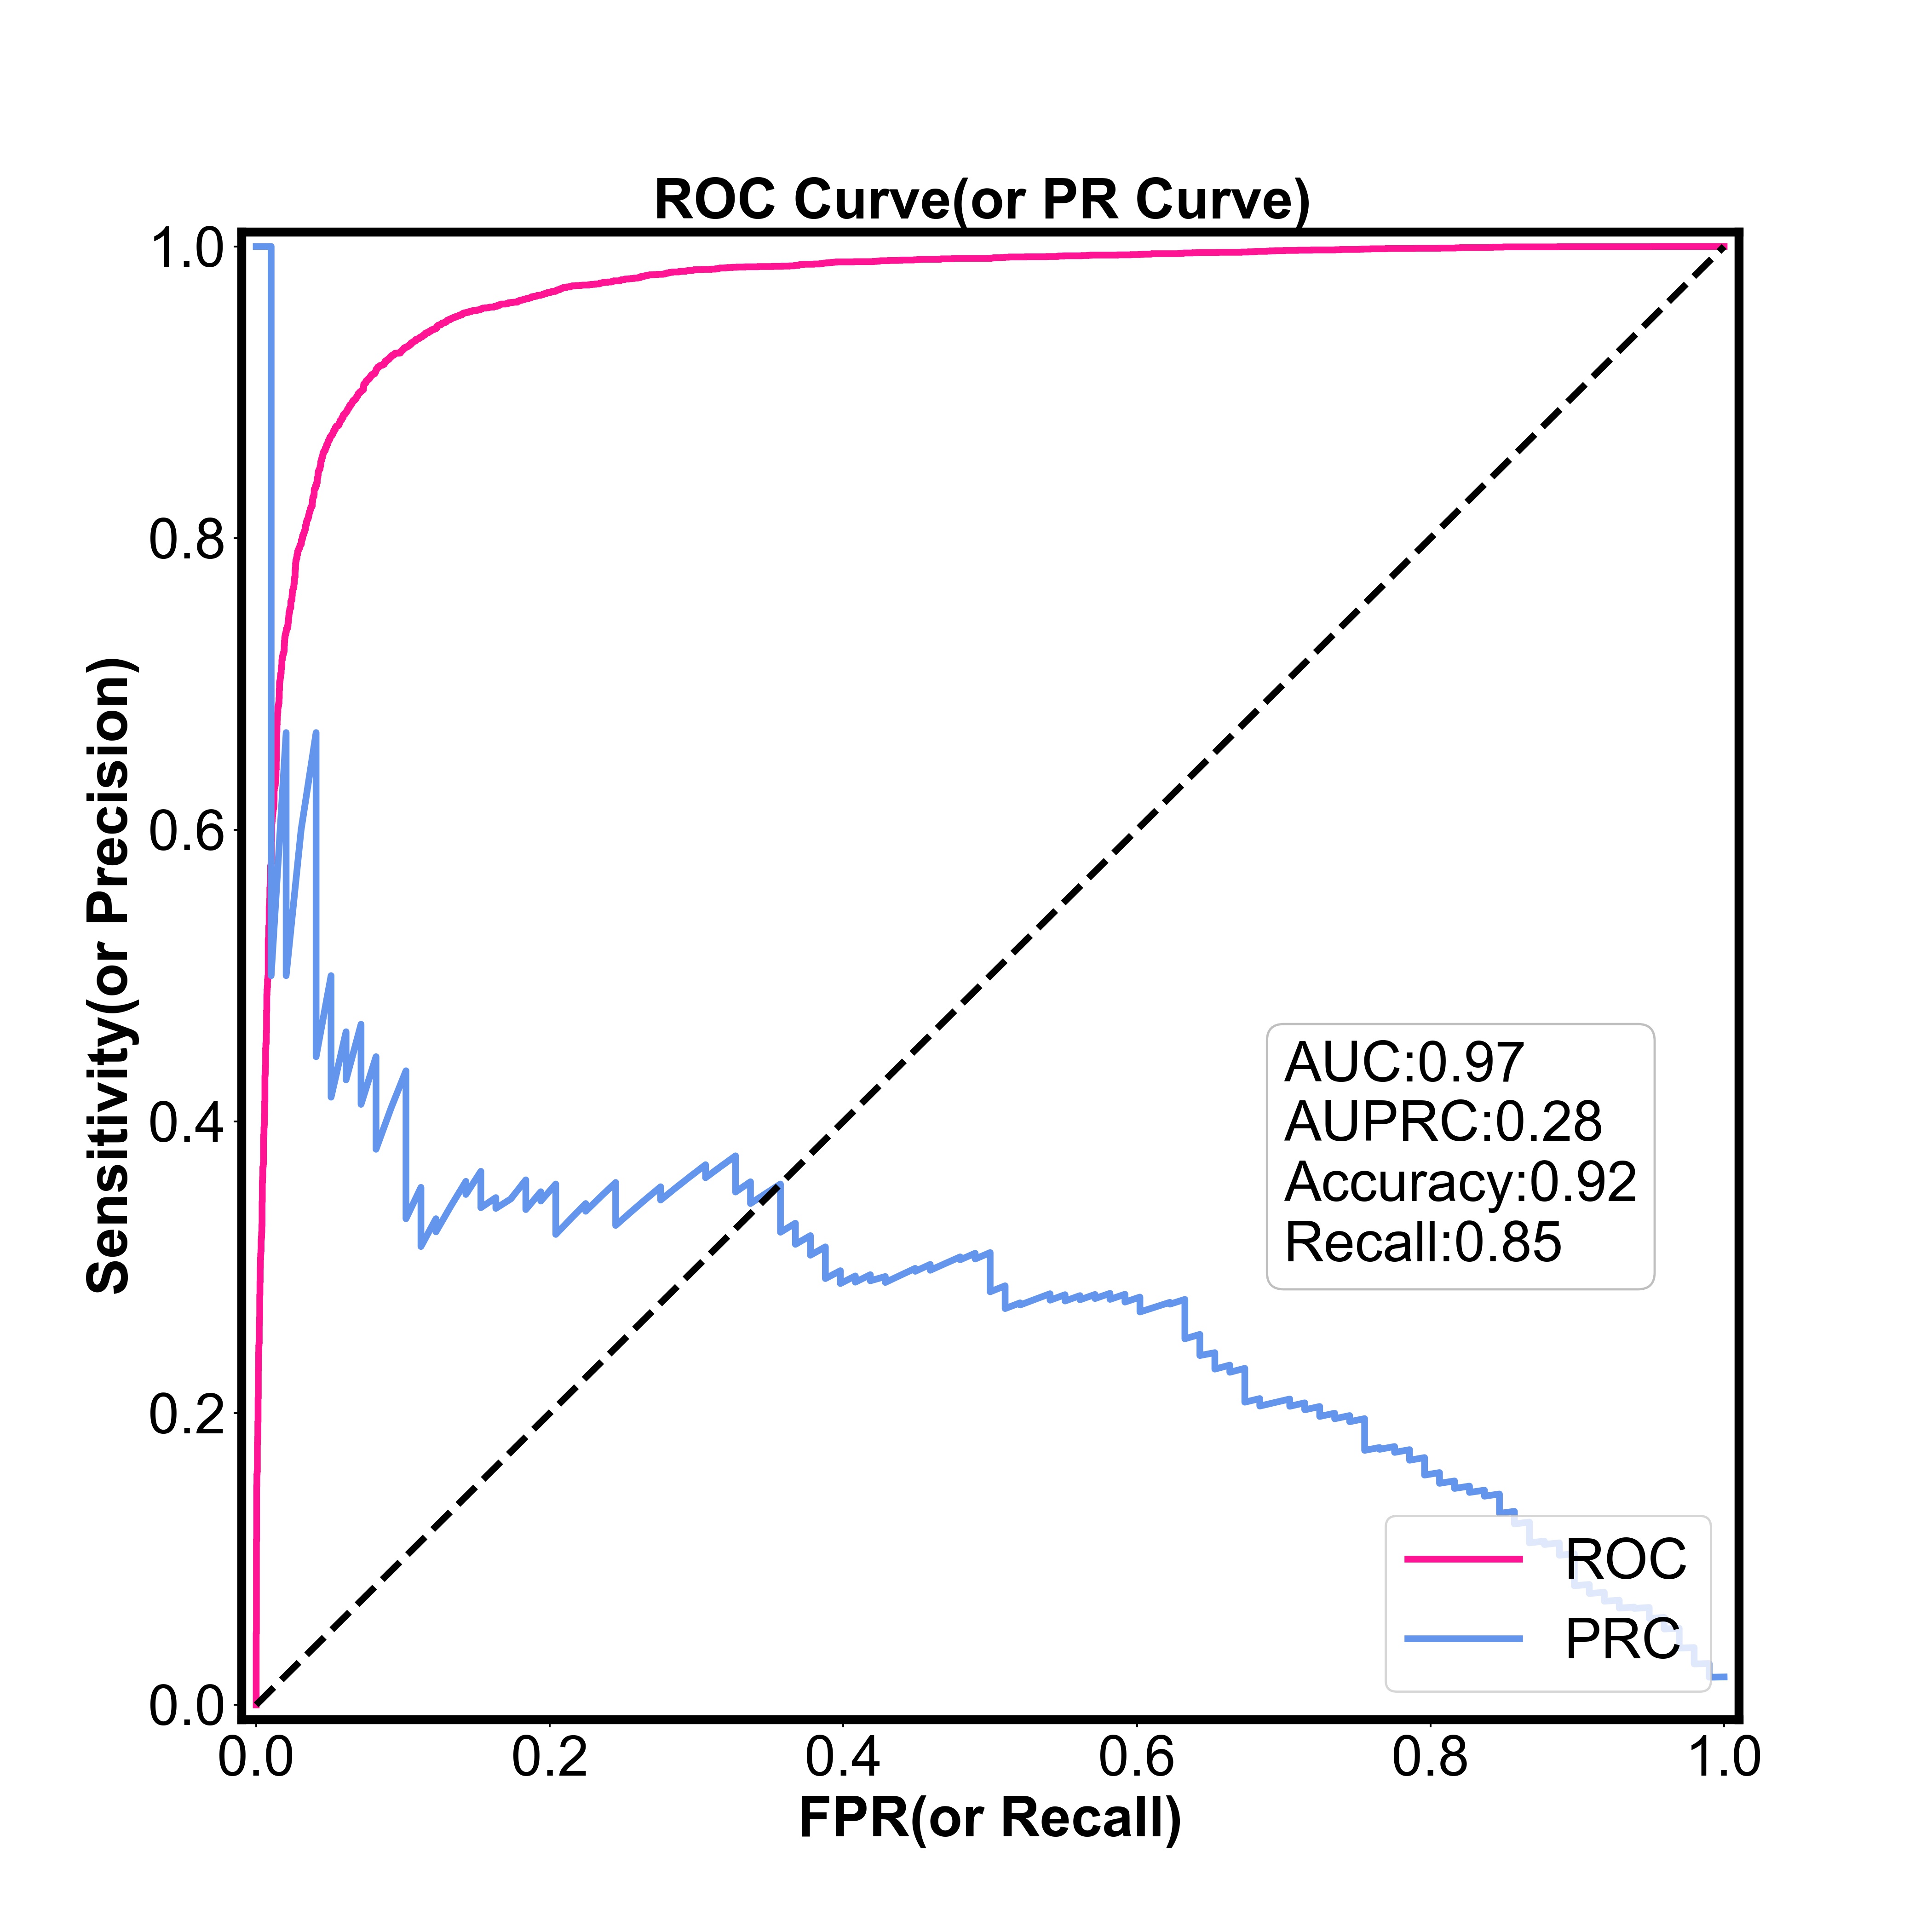 ROC Curve(or PR Curve)
1.0
0.8
0.6
0.4
0.2
0.0
Sensitivity(or Precision)
AUC:0.97
AUPRC:0.28
Accuracy:0.92
Recall:0.85
ROC
PRC
0.0 0.2 0.4 0.6 0.8 1.0
FPR(or Recall)